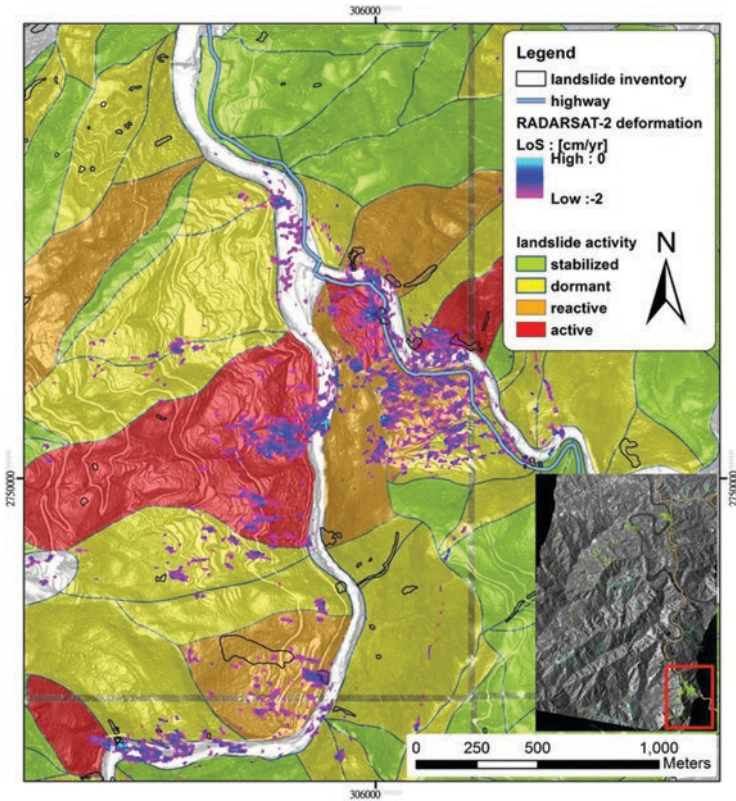 306000
Legend
landslide inventory
highway
RADARSAT-2 deformation
LoS : [cm/yr]
High : 0
Low :-2
landslide activity
stabilized
dormant
reactive
active
N
2750000
2750000
0 250 500 1,000
Meters
306000